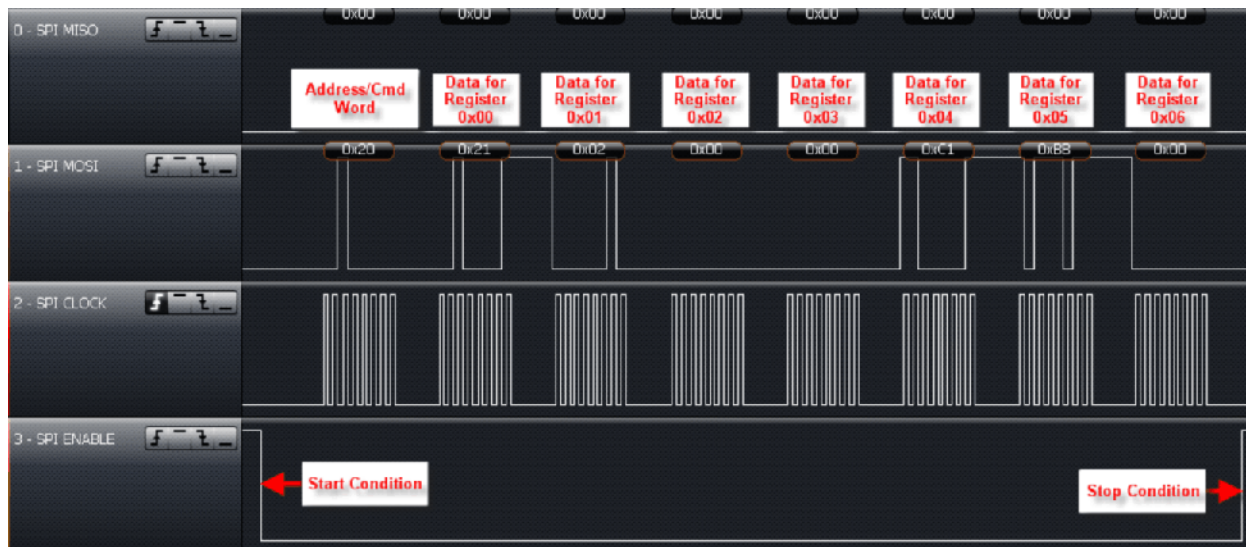 0x00 0x00 0x00 0x00 0x00 0x00 0x00 0x00
0 - SPI MISO
Address/Cmd
Word
Data for
Register
0x00
Data for
Register
0x01
Data for
Register
0x02
Data for
Register
0x03
Data for
Register
0x04
Data for
Register
0x05
Data for
Register
0x06
1 - SPI MOSI
0x20 0x21 0x02 0x00 0x00 0xC1 0xB8 0x00
2 - SPI CLOCK
3 - SPI ENABLE
Start Condition
Stop Condition